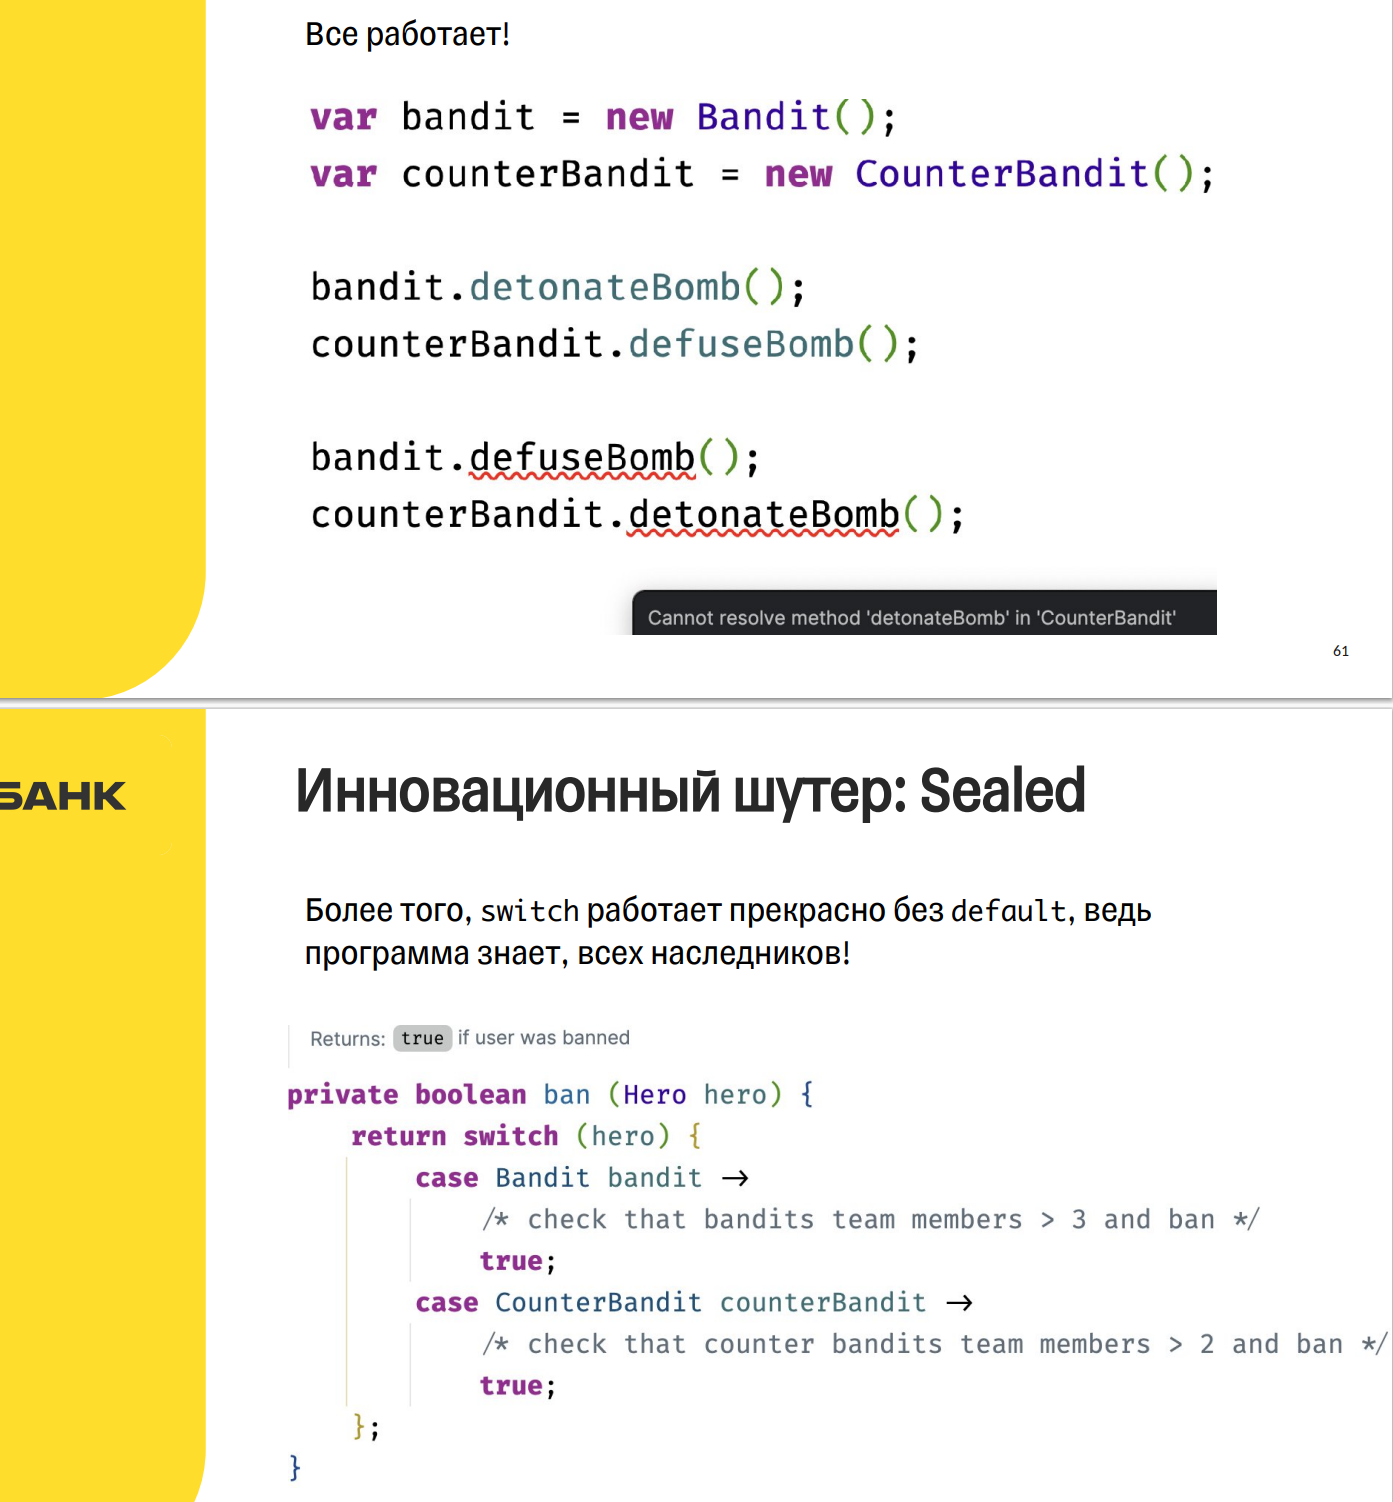 Все работает!
var bandit = new Bandit();
var counterBandit = new CounterBandit();
bandit.detonateBomb();
counterBandit.defuseBomb();
bandit.defuseBomb();
counterBandit.detonateBomb();
Cannot resolve method 'detonateBomb' in 'CounterBandit'
61
БАНК
Инновационный шутер: Sealed
Более того, switch работает прекрасно без default, ведь
программа знает, всех наследников!
Returns: true if user was banned
private boolean ban (Hero hero) {
return switch (hero) {
case Bandit bandit →
/* check that bandits team members > 3 and ban */
true;
case CounterBandit counterBandit →
/* check that counter bandits team members > 2 and ban */
true;
};
}